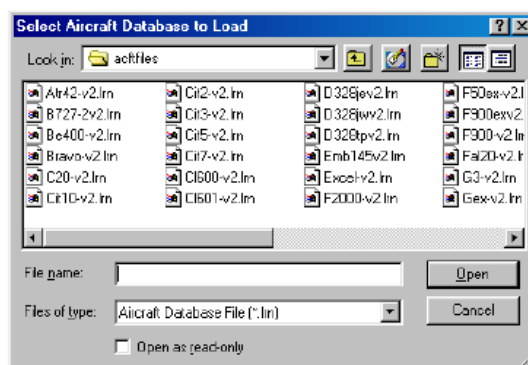 Select Aircraft Database to Load
Look in: acftfiles
Atr42-v2.lrn Cit2-v2.lrn D328jev2.lrn F50ex-v2.l
B727-2v2.lrn Cit3-v2.lrn D328jwv2.lrn F900exv2.
Be400-v2.lrn Cit5-v2.lrn D328tpv2.lrn F900-v2.lr
Bravo-v2.lrn Cit7-v2.lrn Emb145v2.lrn Fal20-v2.lr
C20-v2.lrn Cl600-v2.lrn Excel-v2.lrn G3-v2.lrn
Cit10-v2.lrn Cl601-v2.lrn F2000-v2.lrn Gex-v2.lrn
File name: Open
Files of type: Aircraft Database File (*.lrn) Cancel
Open as read-only